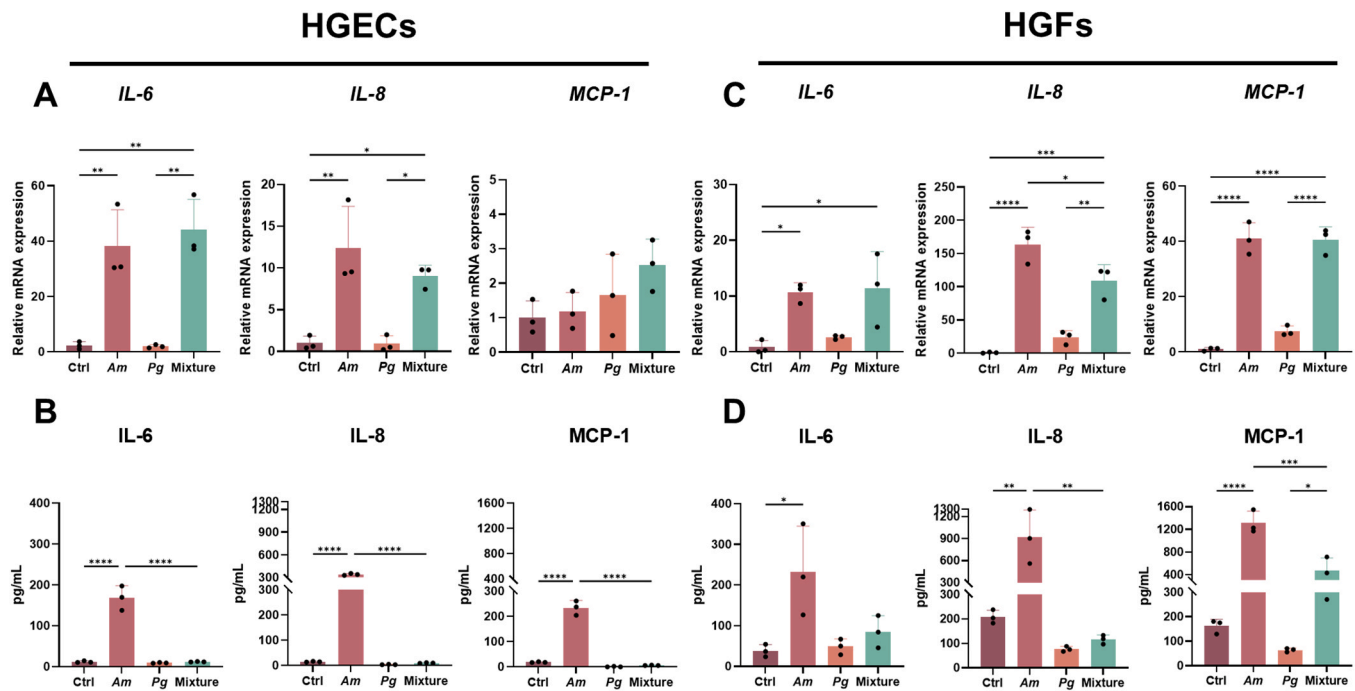 HGECs HGFs
A IL-6 IL-8 MCP-1 C IL-6 IL-8 MCP-1
Relative mRNA expression
60
40
20
0
** ** **
Ctrl Am Pg Mixture
Relative mRNA expression
20
15
10
5
0
* ** *
Ctrl Am Pg Mixture
Relative mRNA expression
5
4
3
2
1
0
Ctrl Am Pg Mixture
Relative mRNA expression
30
20
10
0
* *
Ctrl Am Pg Mixture
Relative mRNA expression
250
200
150
100
50
0
*** * **** **
Ctrl Am Pg Mixture
Relative mRNA expression
60
40
20
0
**** **** ****
Ctrl Am Pg Mixture
B IL-6 IL-8 MCP-1 D IL-6 IL-8 MCP-1
pg/mL
400
300
200
100
0
**** ****
Ctrl Am Pg Mixture
pg/mL
1300
1200
900
600
300
300
200
100
0
**** ****
Ctrl Am Pg Mixture
pg/mL
1600
1200
800
400
300
200
100
0
**** ****
Ctrl Am Pg Mixture
pg/mL
400
300
200
100
0
*
Ctrl Am Pg Mixture
pg/mL
1300
1200
900
600
300
300
200
100
0
** **
Ctrl Am Pg Mixture
pg/mL
1600
1200
800
400
200
100
0
*** **** *
Ctrl Am Pg Mixture